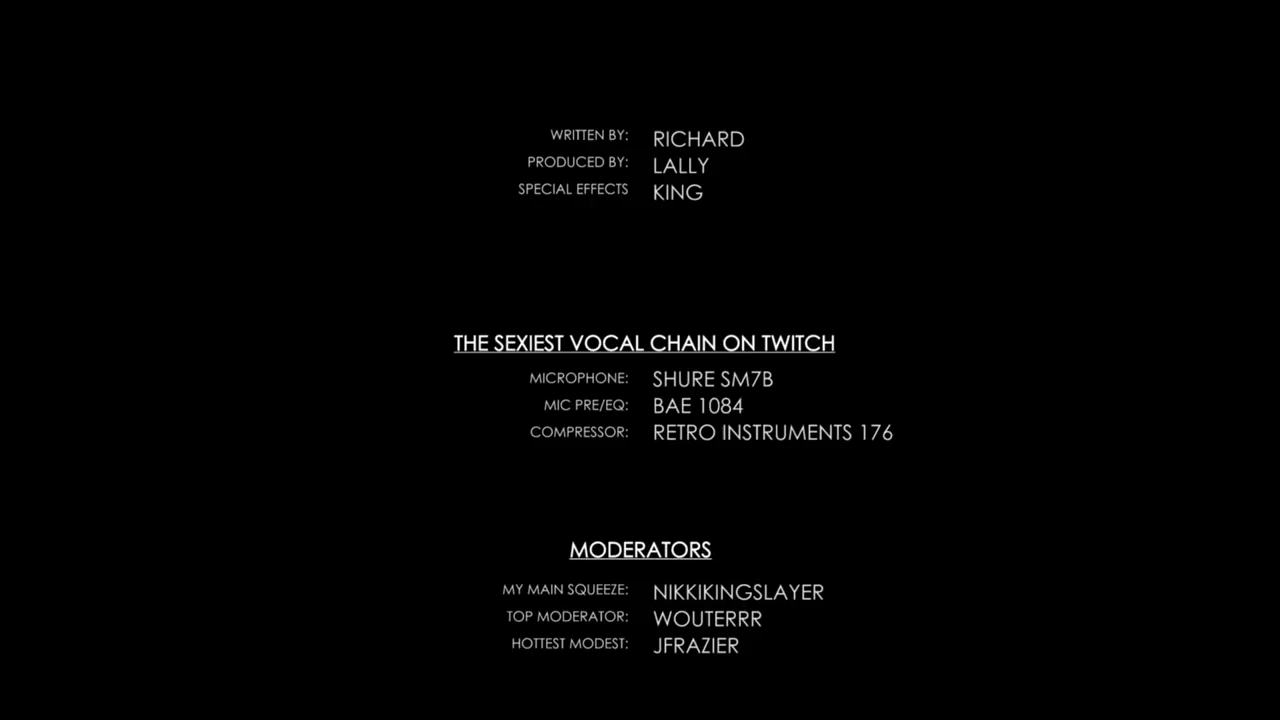 WRITTEN BY: RICHARD
PRODUCED BY: LALLY
SPECIAL EFFECTS KING
THE SEXIEST VOCAL CHAIN ON TWITCH
MICROPHONE: SHURE SM7B
MIC PRE/EQ: BAE 1084
COMPRESSOR: RETRO INSTRUMENTS 176
MODERATORS
MY MAIN SQUEEZE: NIKKIKINGSLAYER
TOP MODERATOR: WOUTERRR
HOTTEST MODEST: JFRAZIER